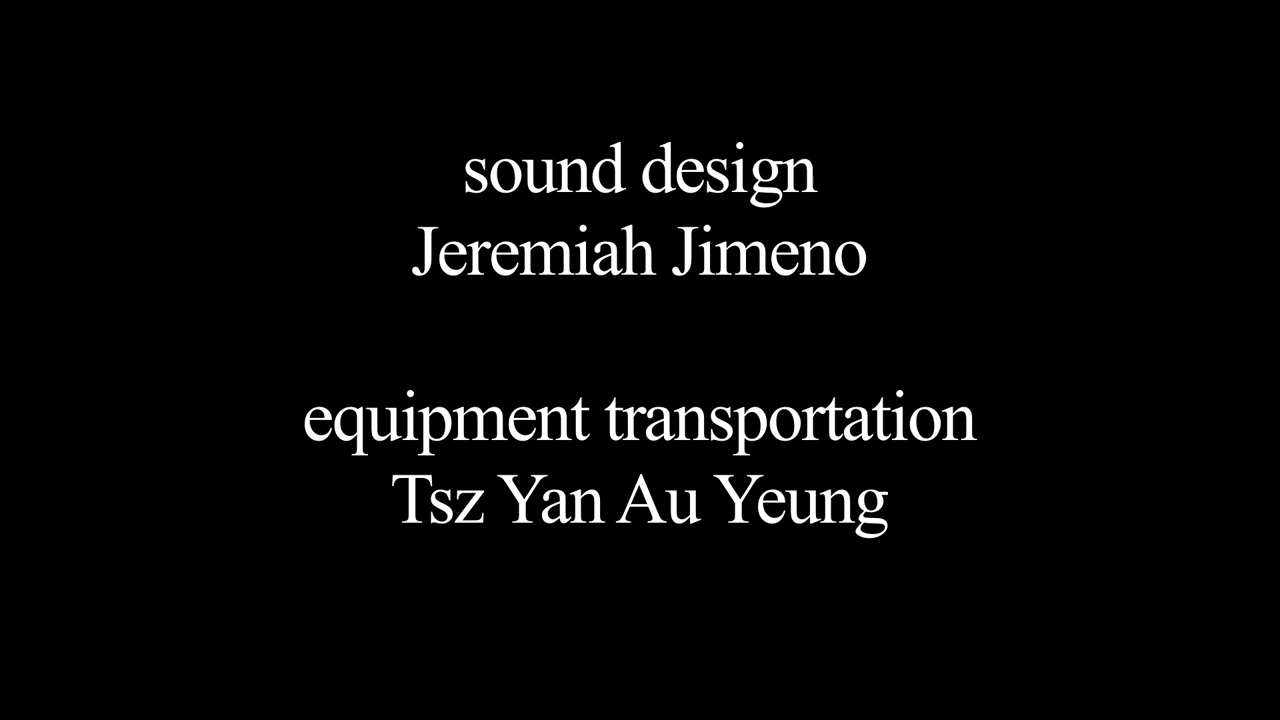 sound design
Jeremiah Jimeno
equipment transportation
Tsz Yan Au Yeung